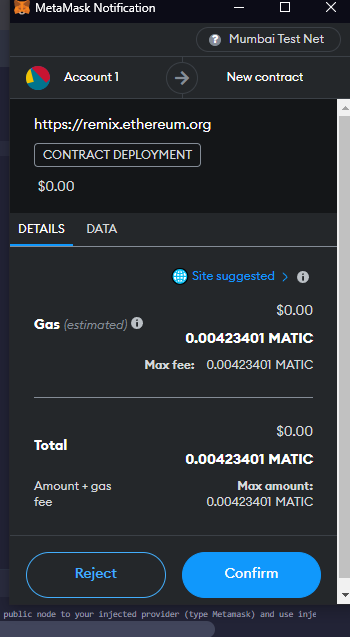 MetaMask Notification
Mumbai Test Net
Account 1
New contract
https://remix.ethereum.org
CONTRACT DEPLOYMENT
$0.00
DETAILS DATA
Site suggested >
$0.00
Gas (estimated)
0.00423401 MATIC
Max fee: 0.00423401 MATIC
$0.00
Total
0.00423401 MATIC
Amount + gas Max amount:
fee 0.00423401 MATIC
Reject Confirm
public node to your injected provider (type Metamask) and use inje